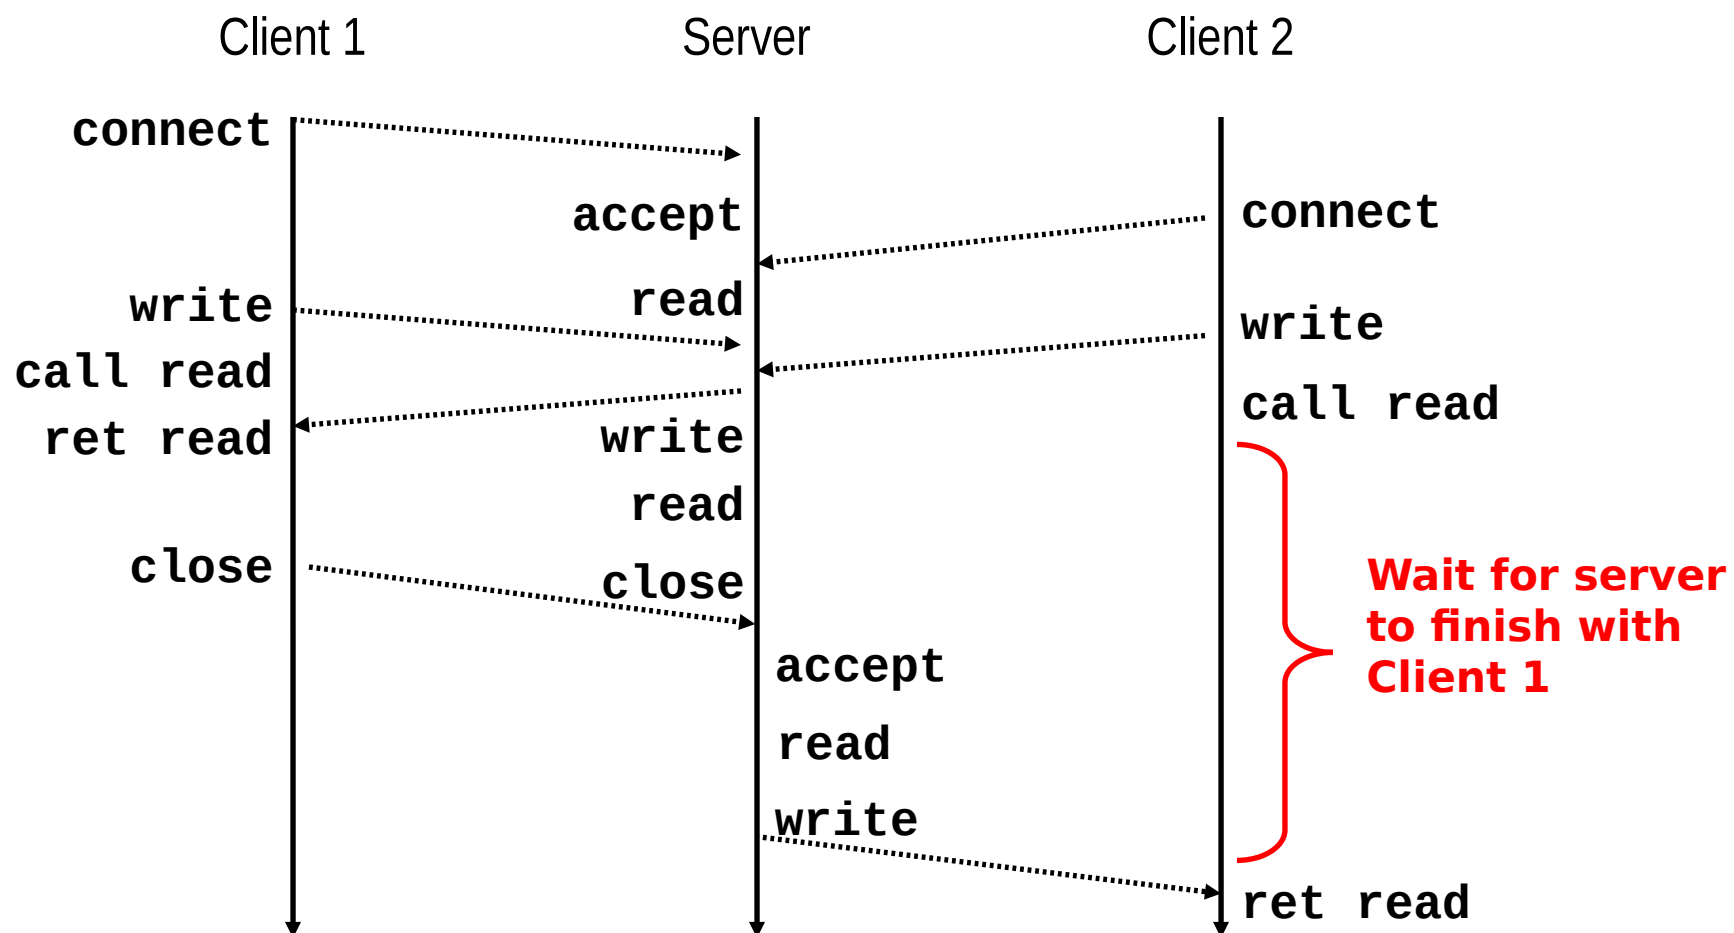 Client 1
Server
Client 2
connect
accept
connect
write
read
write
call read
call read
ret read
write
read
close
close
Wait for server
to finish with
Client 1
accept
read
write
ret read